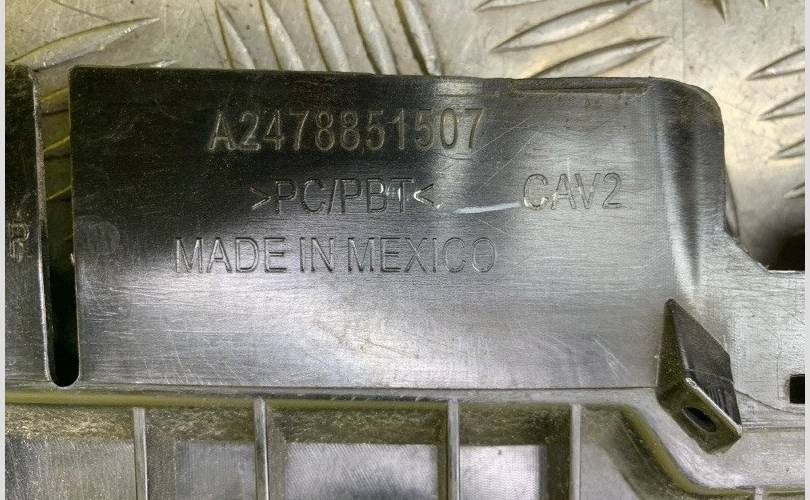 A2478851507
>PC/PBT< CAV2
MADE IN MEXICO
R